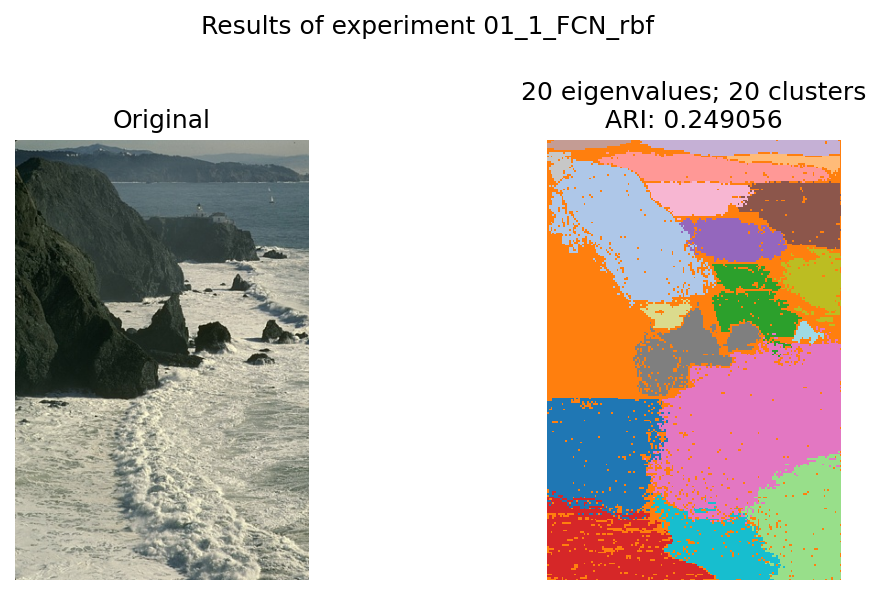 Results of experiment 01_1_FCN_rbf
Original
20 eigenvalues; 20 clusters
ARI: 0.249056